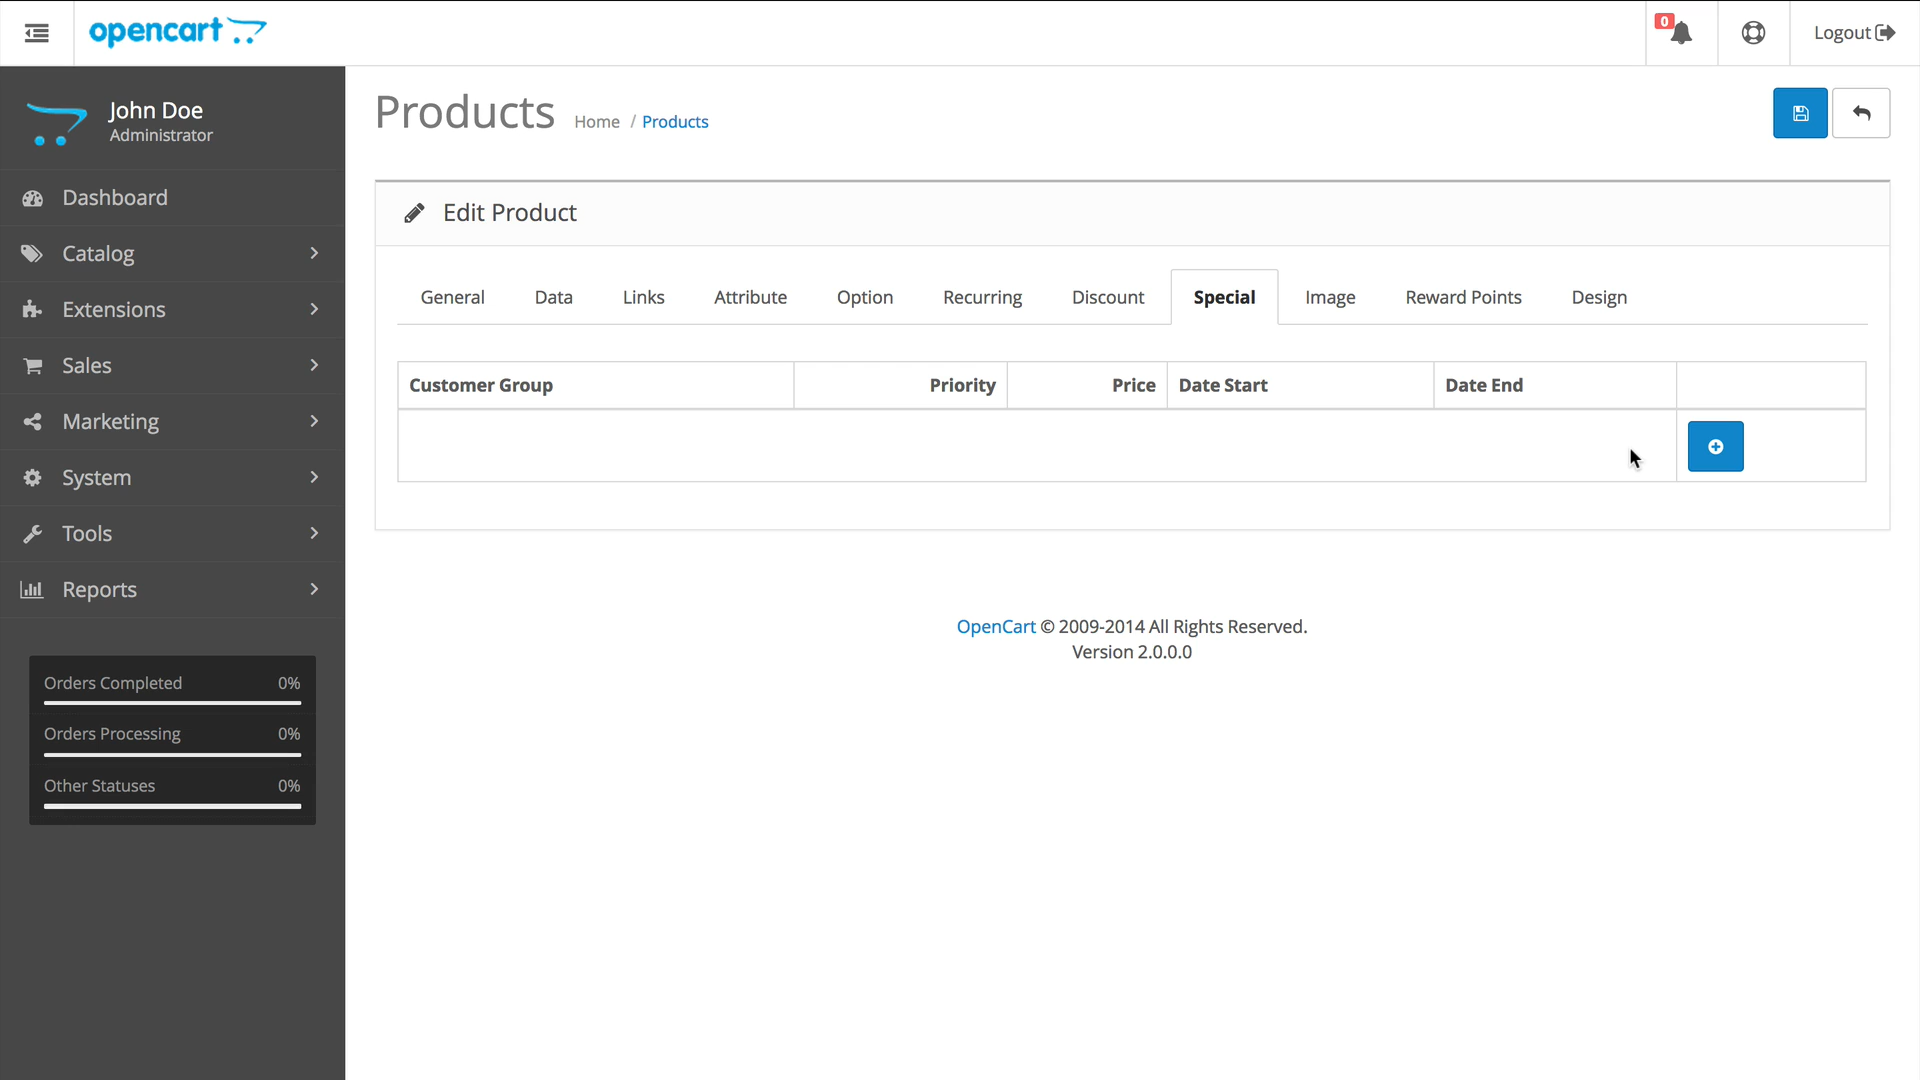 opencart
0
Logout
John Doe
Administrator
Products
Home / Products
Dashboard
Catalog
Extensions
Sales
Marketing
System
Tools
Reports
Edit Product
General Data Links Attribute Option Recurring Discount Special Image Reward Points Design
Customer Group Priority Price Date Start Date End
Orders Completed 0%
Orders Processing 0%
Other Statuses 0%
OpenCart © 2009-2014 All Rights Reserved.
Version 2.0.0.0